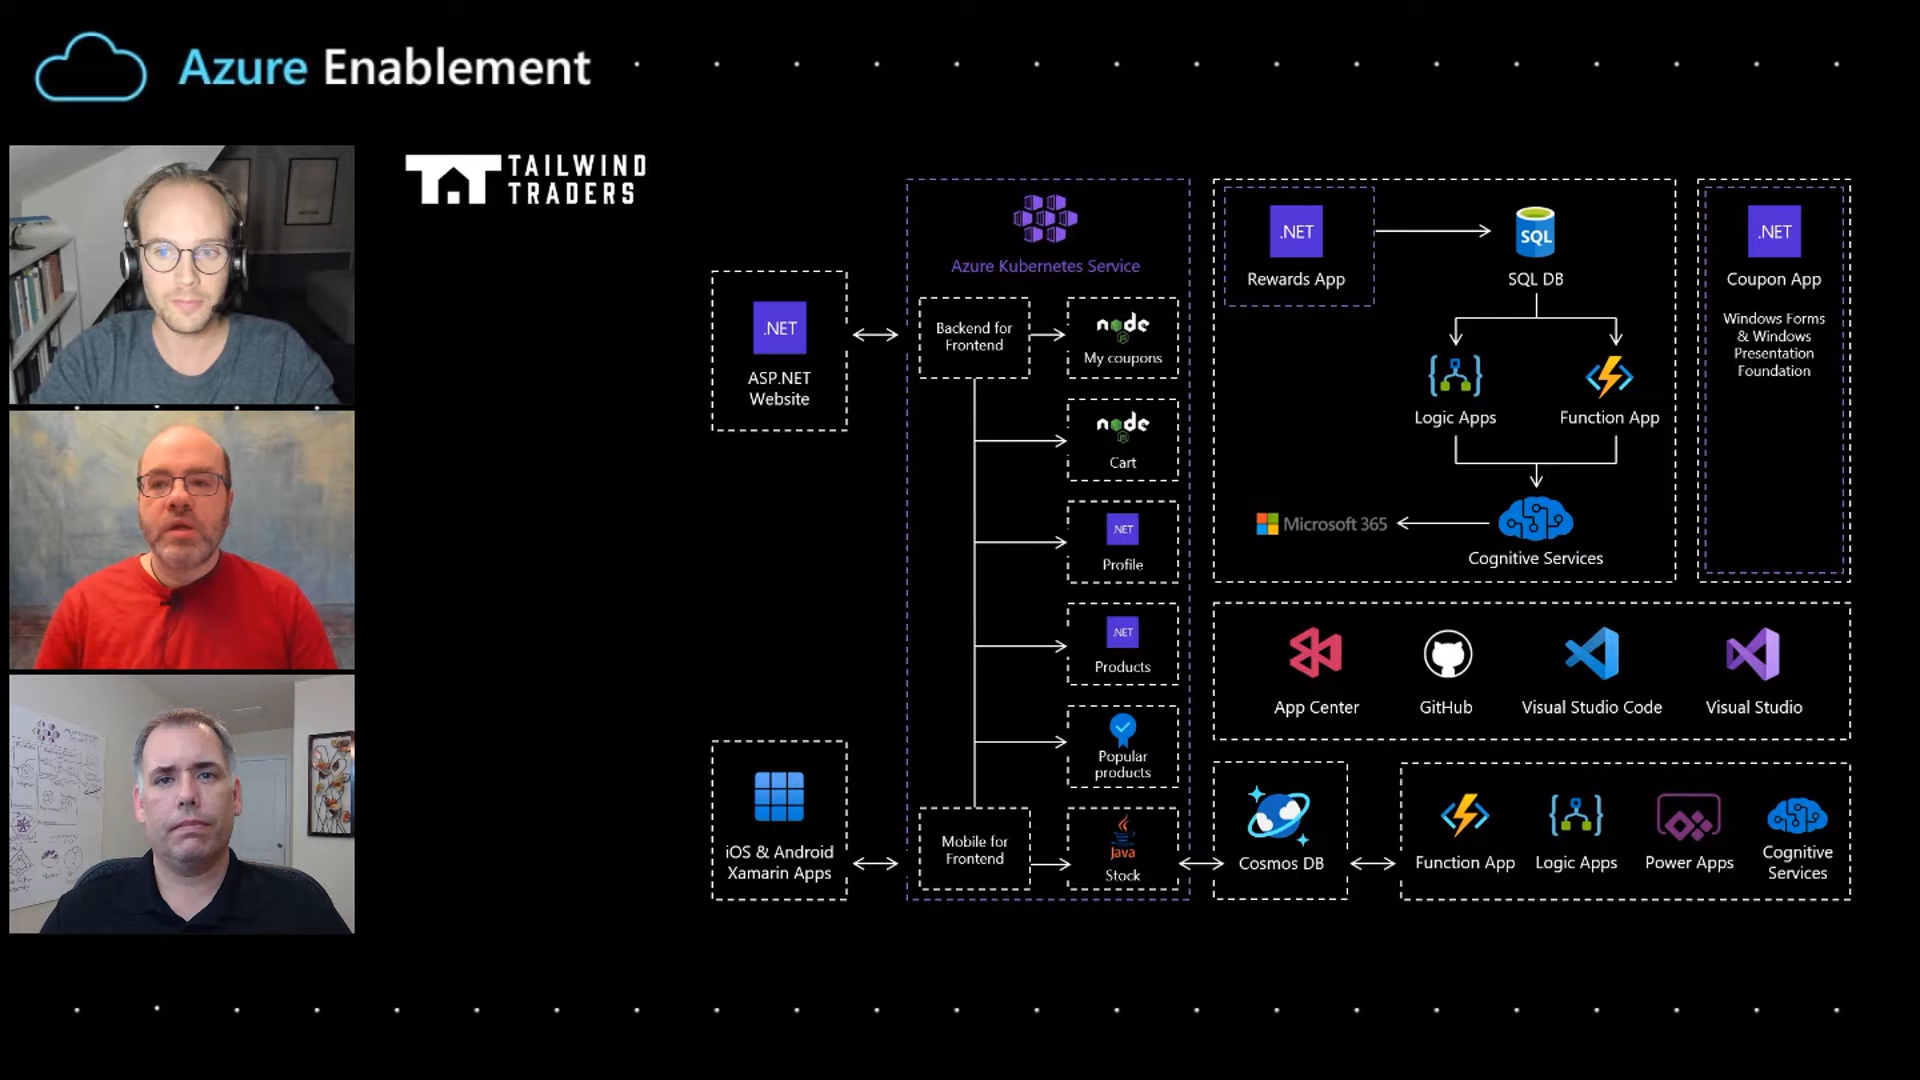 Azure Enablement
TAILWIND
TRADERS
Azure Kubernetes Service
.NET
ASP.NET
Website
Backend for
Frontend
node
JS
My coupons
node
JS
Cart
.NET
Profile
.NET
Products
Popular
products
iOS & Android
Xamarin Apps
Mobile for
Frontend
Java
Stock
.NET
Rewards App
SQL
SQL DB
Logic Apps
Function App
Microsoft 365
Cognitive Services
.NET
Coupon App
Windows Forms
& Windows
Presentation
Foundation
App Center
GitHub
Visual Studio Code
Visual Studio
Cosmos DB
Function App
Logic Apps
Power Apps
Cognitive
Services